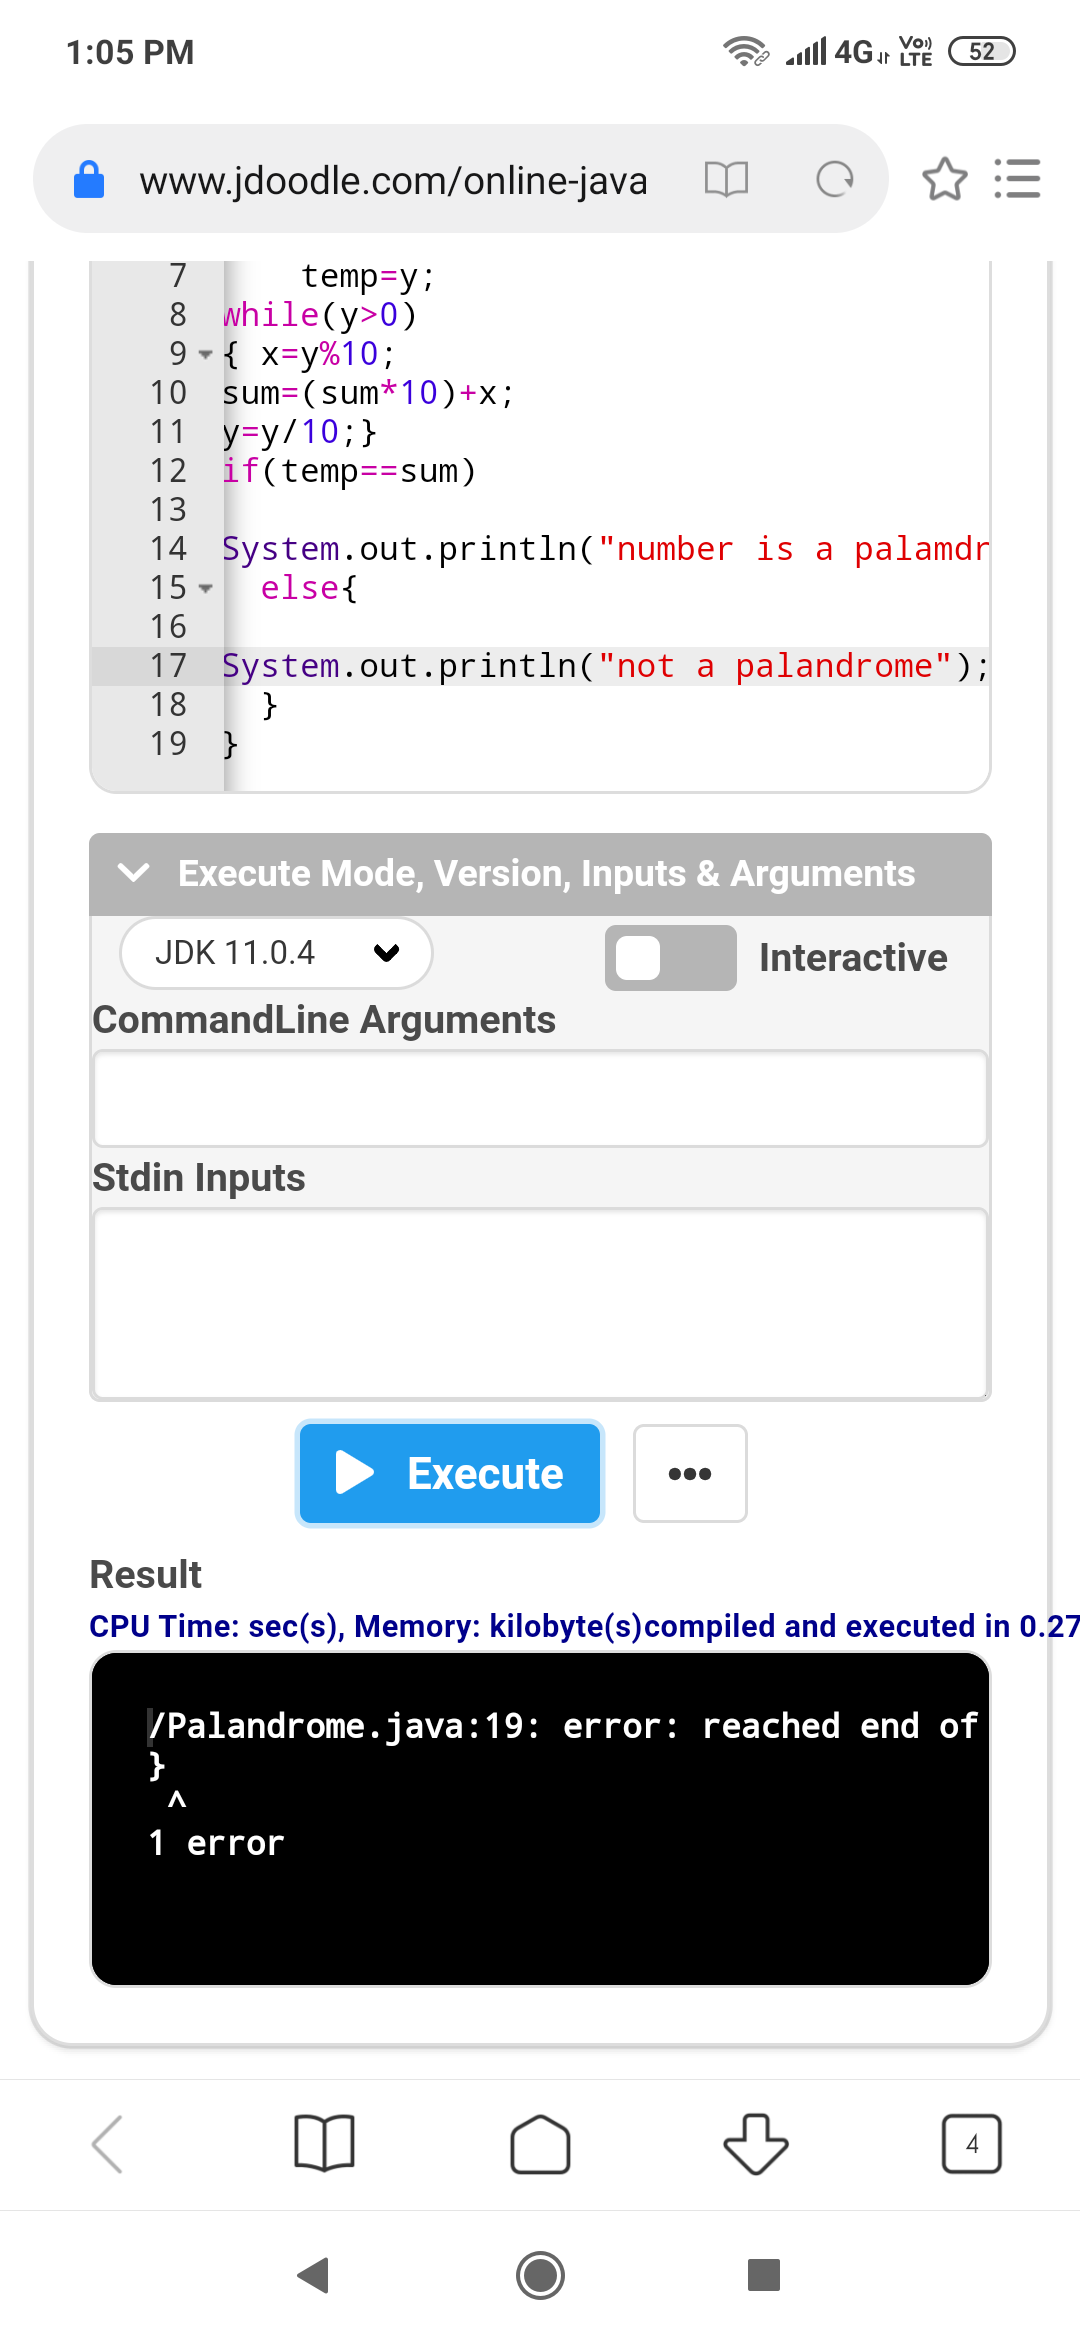 1:05 PM
4G Vo)) LTE 52
www.jdoodle.com/online-java
7 temp=y;
8 while(y>0)
9 { x=y%10;
10 sum=(sum*10)+x;
11 y=y/10;}
12 if(temp==sum)
13
14 System.out.println("number is a palamdr
15 else{
16
17 System.out.println("not a palandrome");
18 }
19 }
Execute Mode, Version, Inputs & Arguments
JDK 11.0.4 Interactive
CommandLine Arguments
Stdin Inputs
Execute
Result
CPU Time: sec(s), Memory: kilobyte(s)compiled and executed in 0.27
/Palandrome.java:19: error: reached end of
}
^
1 error
4